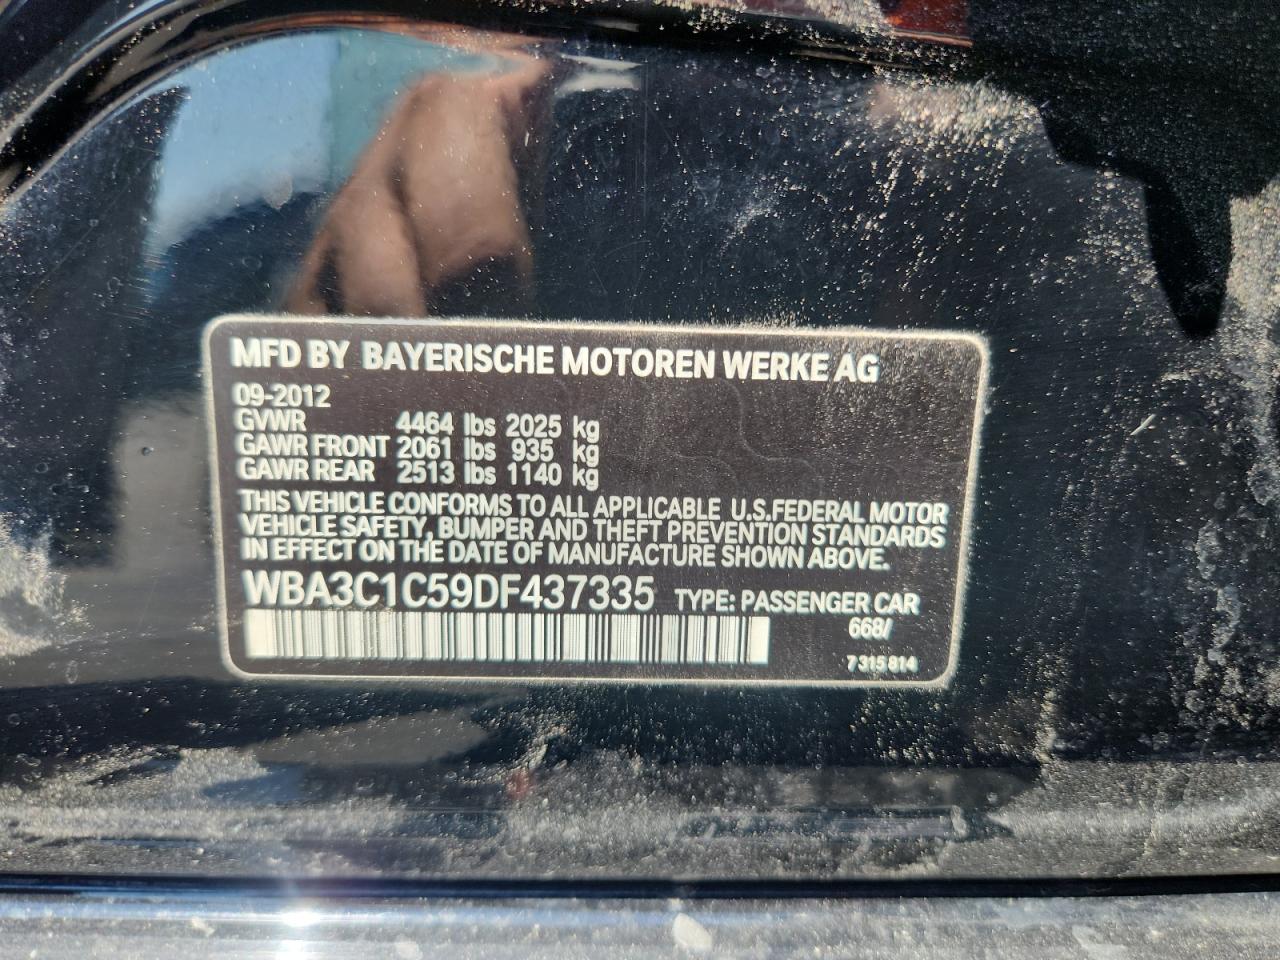 MFD BY BAYERISCHE MOTOREN WERKE AG
09-2012
GVWR 4464 lbs 2025 kg
GAWR FRONT 2061 lbs 935 kg
GAWR REAR 2513 lbs 1140 kg
THIS VEHICLE CONFORMS TO ALL APPLICABLE U.S.FEDERAL MOTOR
VEHICLE SAFETY, BUMPER AND THEFT PREVENTION STANDARDS
IN EFFECT ON THE DATE OF MANUFACTURE SHOWN ABOVE.
WBA3C1C59DF437335 TYPE: PASSENGER CAR
668/
7 315 814